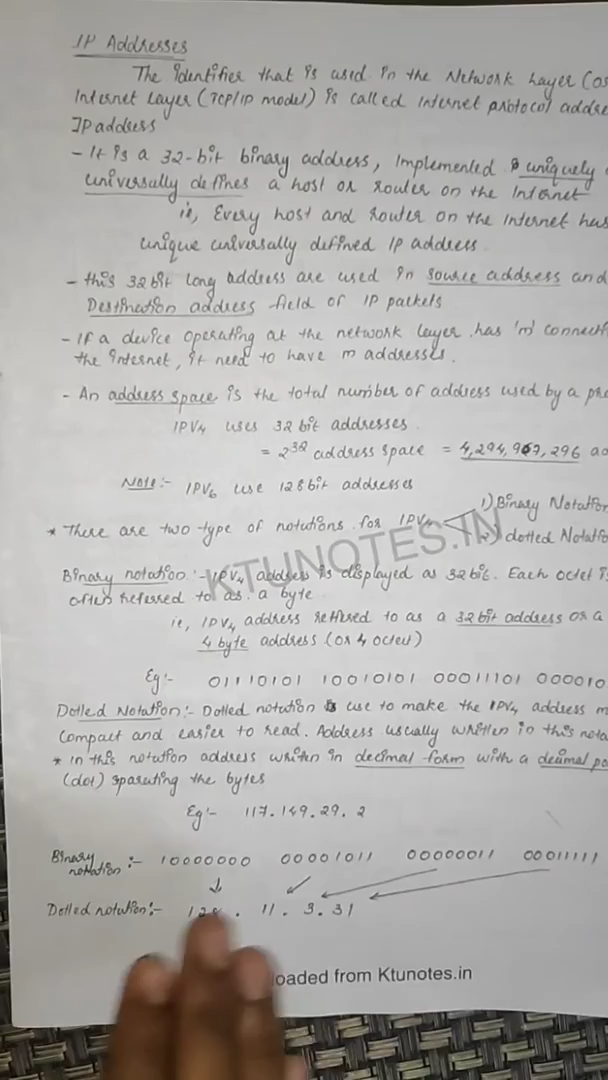 IP Addresses
The identifier that is used in the Network Layer (os
Internet Layer (TCP/IP model) is called internet protocol addre
IP address
- It is a 32-bit binary address, implemented uniquely
universally defines a host or router on the Internet
ie, Every host and router on the internet has
unique universally defined IP address.
- this 32 bit long address are used in source address and
Destination address field of IP packets
- If a device operating at the network layer has 'm' connecti
the internet, it need to have m addresses.
- An address space is the total number of address used by a pro
IPV4 uses 32 bit addresses.
= 2^32 address space = 4,294,967,296 ad
Note:- IPV6 use 128 bit addresses
* There are two type of notations for IPV4
1) Binary Notation
2) dotted Notatio
KTUNOTES.IN
Binary notation:- IPV4 address is displayed as 32 bit. Each octet is
often referred to as a byte
ie, IPV4 address reffered to as a 32 bit address or a
4 byte address (or 4 octect)
Eg:- 01110101 10010101 00011101 000010
Dotted Notation:- Dotted notation is use to make the IPV4 address m
compact and easier to read. Address usually written in this nota
* in this notation address written in decimal form with a decimal po
(dot) sparating the bytes
Eg:- 117.149.29.2
Binary notation :- 10000000 00001011 00000011 00011111
Dotted notation:- 128. 11. 3. 31
loaded from Ktunotes.in